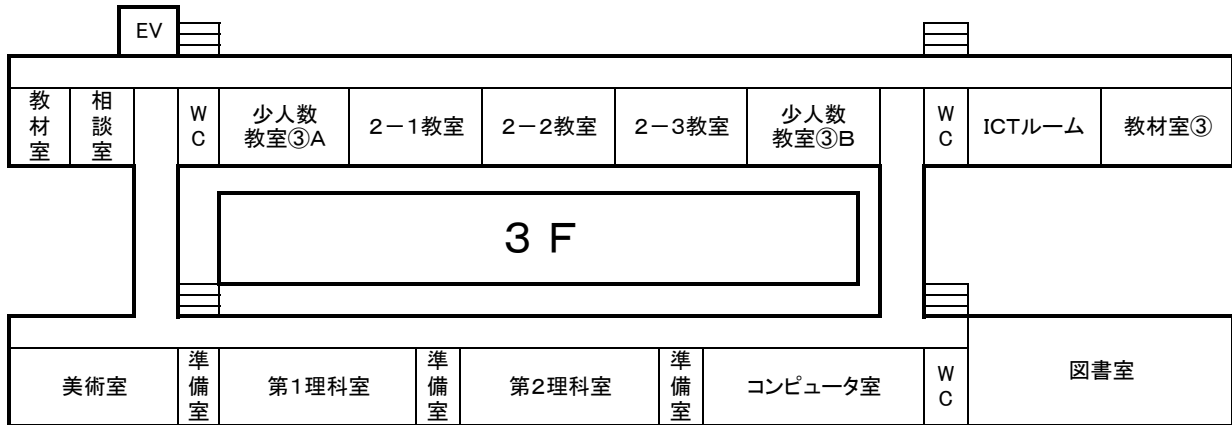 EV
教材室
相談室
WC
少人数
教室③A
2－1教室
2－2教室
2－3教室
少人数
教室③B
WC
ICTルーム
教材室③
3 F
美術室
準備室
第1理科室
準備室
第2理科室
準備室
コンピュータ室
WC
図書室